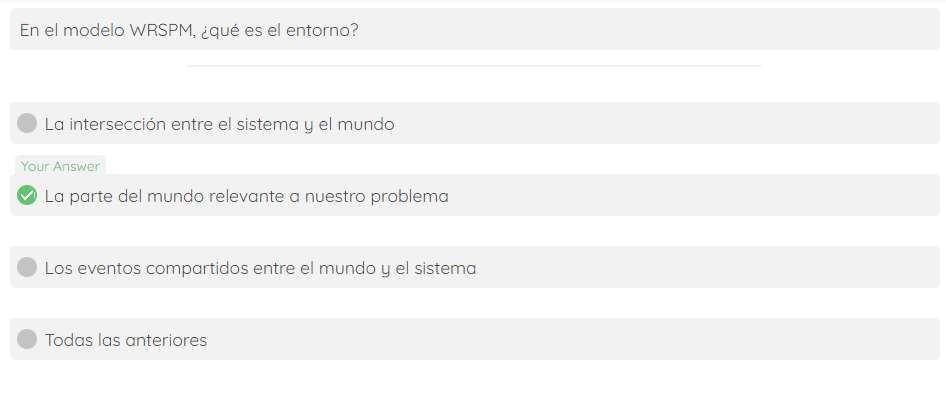 En el modelo WRSPM, ¿qué es el entorno?
La intersección entre el sistema y el mundo
Your Answer
La parte del mundo relevante a nuestro problema
Los eventos compartidos entre el mundo y el sistema
Todas las anteriores